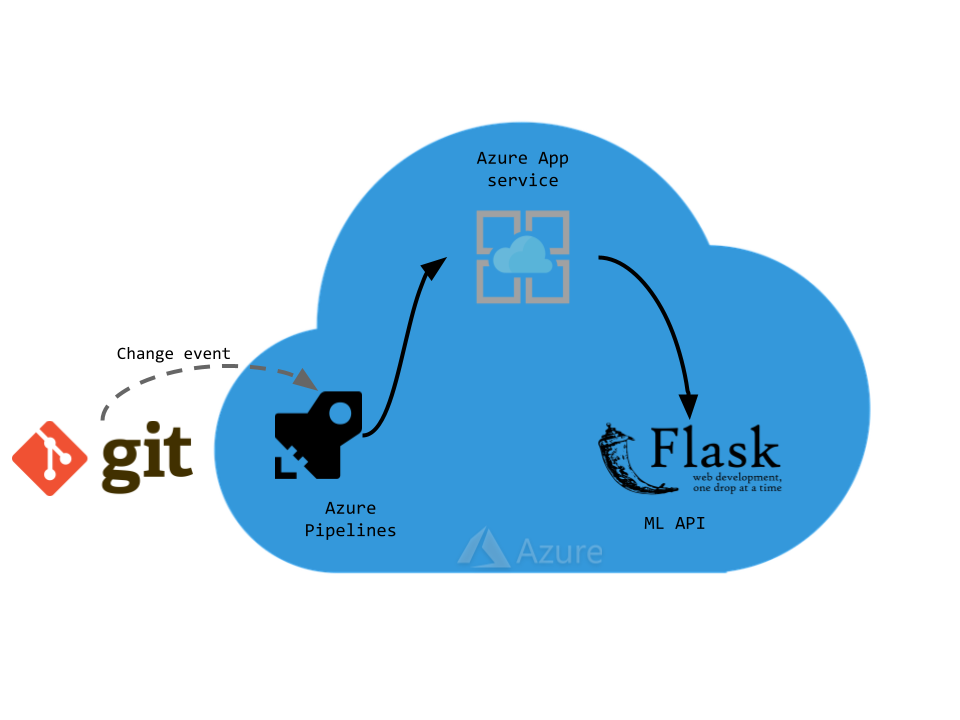 Azure App
service
Change event
git
Flask
web development,
one drop at a time
Azure
Pipelines
ML API
Azure